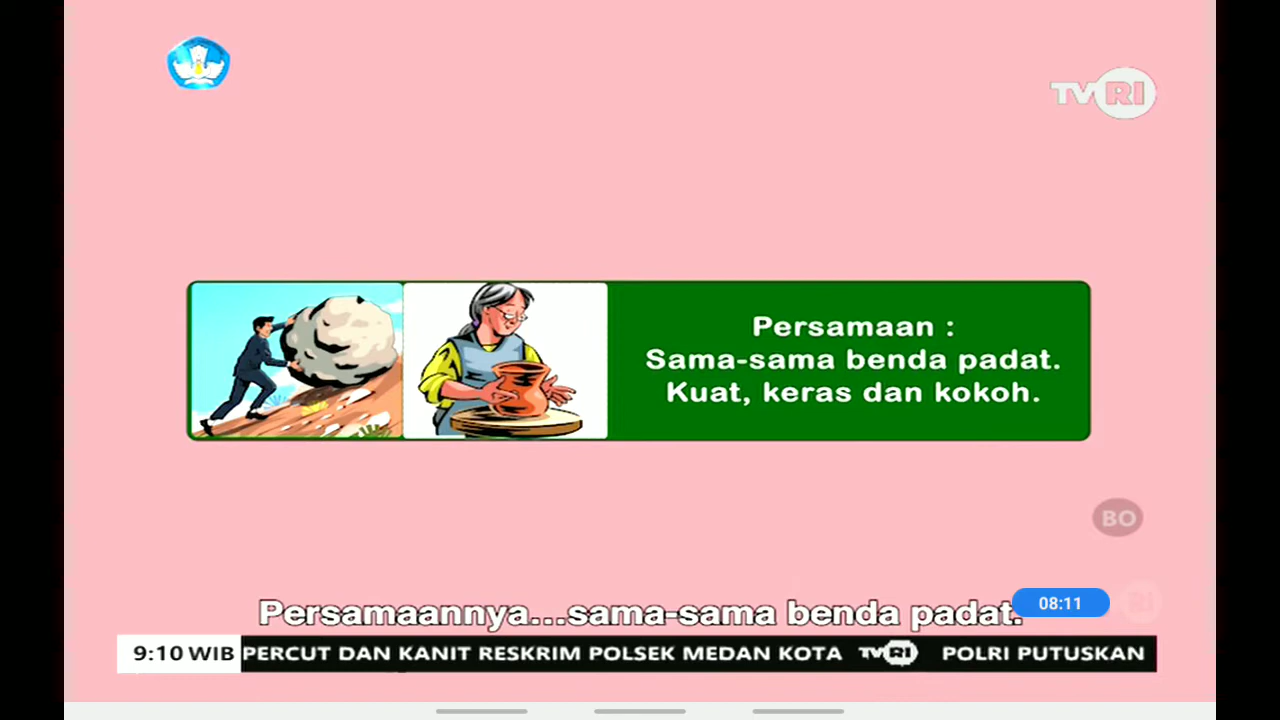 TVRI
Persamaan :
Sama-sama benda padat.
Kuat, keras dan kokoh.
BO
Persamaannya...sama-sama benda padat.
08:11
RI
9:10 WIB PERCUT DAN KANIT RESKRIM POLSEK MEDAN KOTA TVRI POLRI PUTUSKAN